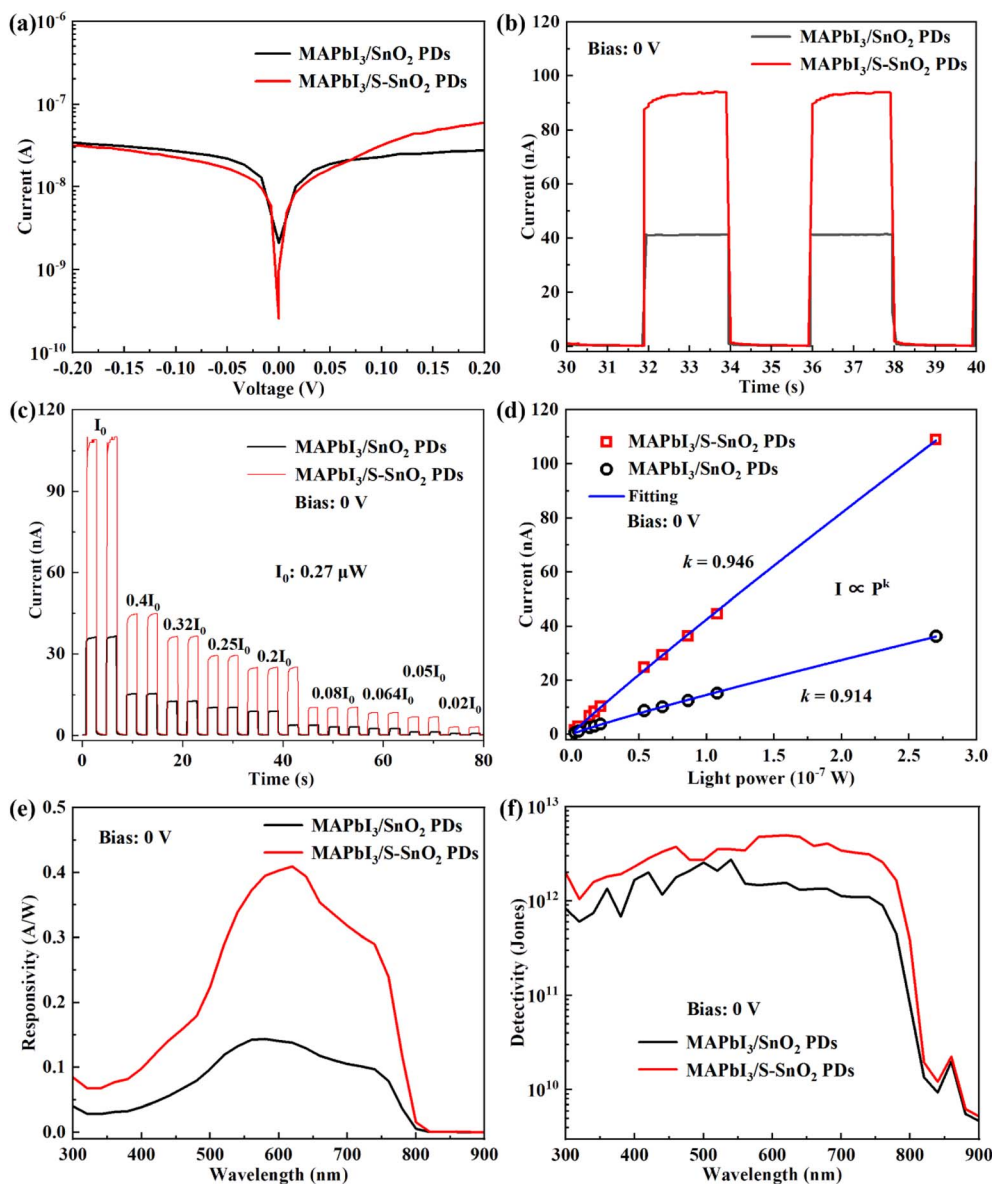 (a)
10⁻⁶
10⁻⁷
10⁻⁸
10⁻⁹
10⁻¹⁰
Current (A)
MAPbI₃/SnO₂ PDs
MAPbI₃/S-SnO₂ PDs
-0.20 -0.15 -0.10 -0.05 0.00 0.05 0.10 0.15 0.20
Voltage (V)
(b)
120
100
80
60
40
20
0
Current (nA)
Bias: 0 V
MAPbI₃/SnO₂ PDs
MAPbI₃/S-SnO₂ PDs
30 31 32 33 34 35 36 37 38 39 40
Time (s)
(c)
120
90
60
30
0
Current (nA)
I₀
MAPbI₃/SnO₂ PDs
MAPbI₃/S-SnO₂ PDs
Bias: 0 V
I₀: 0.27 μW
0.4I₀
0.32I₀
0.25I₀
0.2I₀
0.08I₀
0.064I₀
0.05I₀
0.02I₀
0 20 40 60 80
Time (s)
(d)
120
100
80
60
40
20
0
Current (nA)
MAPbI₃/S-SnO₂ PDs
MAPbI₃/SnO₂ PDs
Fitting
Bias: 0 V
k = 0.946
I ∝ Pᵏ
k = 0.914
0.0 0.5 1.0 1.5 2.0 2.5 3.0
Light power (10⁻⁷ W)
(e)
0.5
0.4
0.3
0.2
0.1
0.0
Responsivity (A/W)
Bias: 0 V
MAPbI₃/SnO₂ PDs
MAPbI₃/S-SnO₂ PDs
300 400 500 600 700 800 900
Wavelength (nm)
(f)
10¹³
10¹²
10¹¹
10¹⁰
Detectivity (Jones)
Bias: 0 V
MAPbI₃/SnO₂ PDs
MAPbI₃/S-SnO₂ PDs
300 400 500 600 700 800 900
Wavelength (nm)